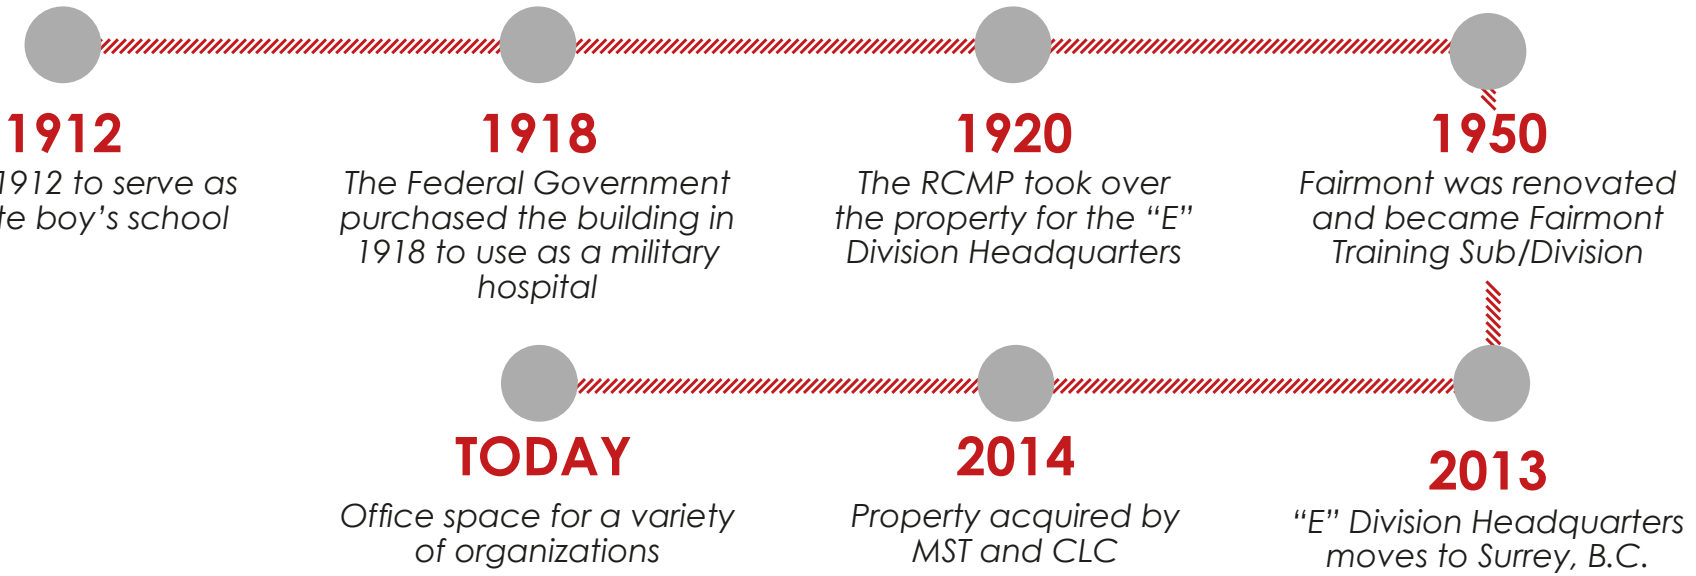 1912
1912 to serve as
boy's school
1918
The Federal Government
purchased the building in
1918 to use as a military
hospital
1920
The RCMP took over
the property for the “E”
Division Headquarters
1950
Fairmont was renovated
and became Fairmont
Training Sub/Division
TODAY
Office space for a variety
of organizations
2014
Property acquired by
MST and CLC
2013
“E” Division Headquarters
moves to Surrey, B.C.